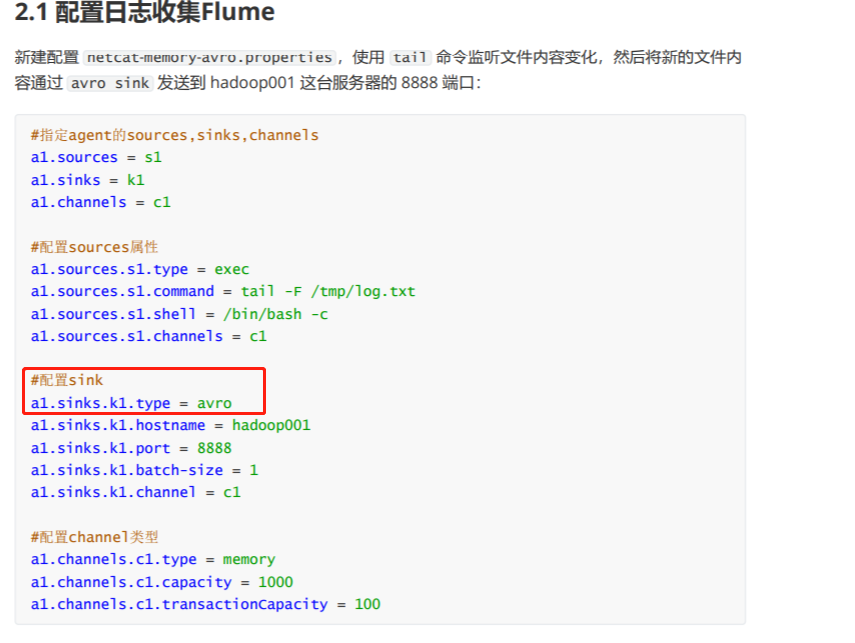 2.1 配置日志收集Flume
新建配置 netcat-memory-avro.properties，使用 tail 命令监听文件内容变化，然后将新的文件内
容通过 avro sink 发送到 hadoop001 这台服务器的 8888 端口：
#指定agent的sources,sinks,channels
a1.sources = s1
a1.sinks = k1
a1.channels = c1
#配置sources属性
a1.sources.s1.type = exec
a1.sources.s1.command = tail -F /tmp/log.txt
a1.sources.s1.shell = /bin/bash -c
a1.sources.s1.channels = c1
#配置sink
a1.sinks.k1.type = avro
a1.sinks.k1.hostname = hadoop001
a1.sinks.k1.port = 8888
a1.sinks.k1.batch-size = 1
a1.sinks.k1.channel = c1
#配置channel类型
a1.channels.c1.type = memory
a1.channels.c1.capacity = 1000
a1.channels.c1.transactionCapacity = 100